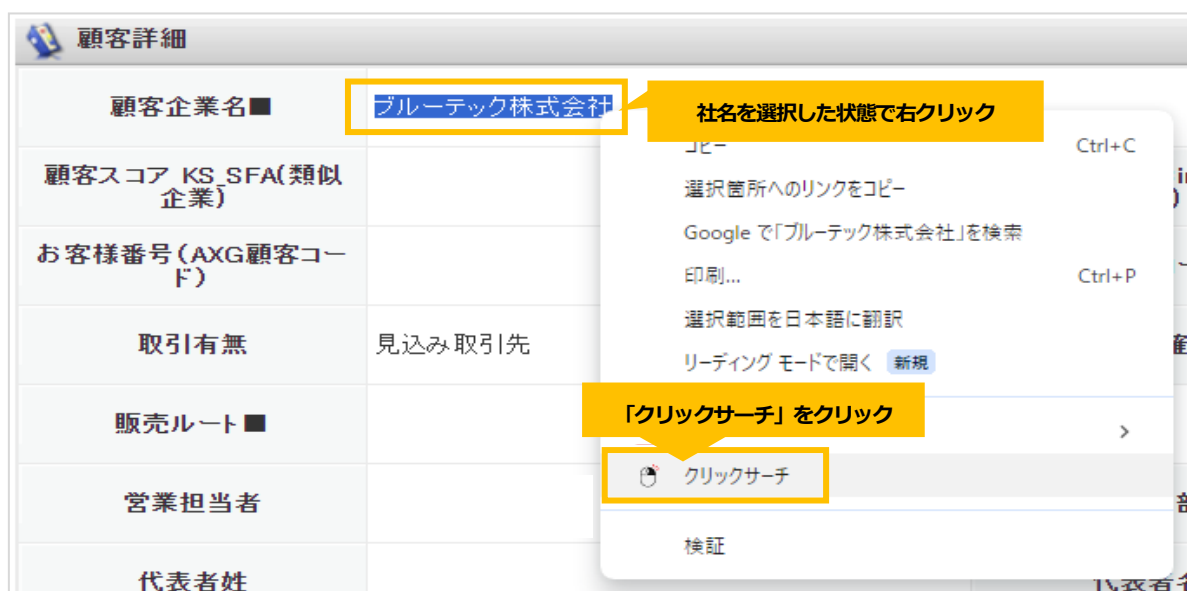 顧客詳細
顧客企業名■
ブルーテック株式会社
社名を選択した状態で右クリック
コピー
Ctrl+C
顧客スコア KS_SFA(類似
企業)
選択箇所へのリンクをコピー
Google で「ブルーテック株式会社」を検索
お客様番号(AXG顧客コー
ド)
印刷...
Ctrl+P
選択範囲を日本語に翻訳
取引有無
見込み取引先
リーディング モードで開く 新規
販売ルート■
「クリックサーチ」をクリック
クリックサーチ
営業担当者
検証
代表者姓
代表者名